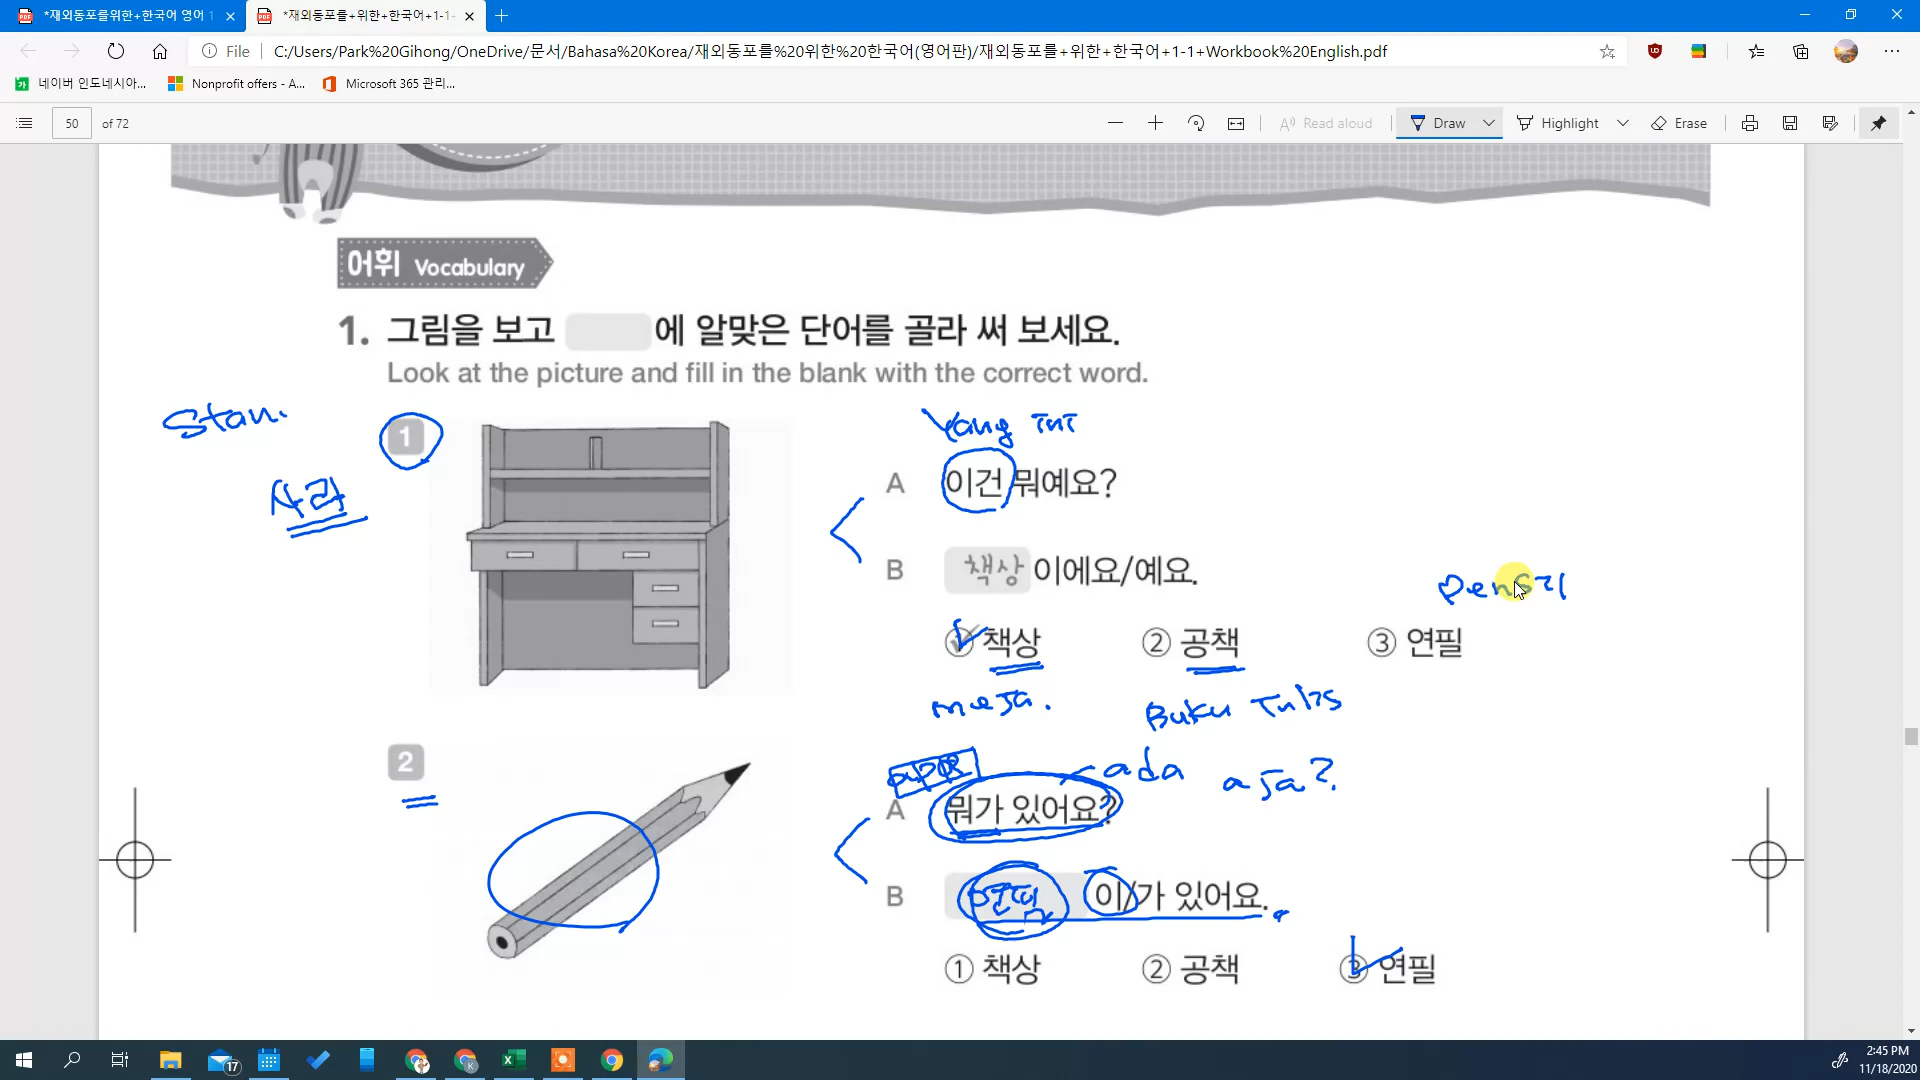 *재외동포를위한+한국어 영어 1
*재외동포를+위한+한국어+1-1-
File
C:/Users/Park%20Gihong/OneDrive/문서/Bahasa%20Korea/재외동포를%20위한%20한국어(영어판)/재외동포를+위한+한국어+1-1+Workbook%20English.pdf
네이버 인도네시아어...
Nonprofit offers - A...
Microsoft 365 관리...
50 of 72
Read aloud
Draw
Highlight
Erase
어휘 Vocabulary
1. 그림을 보고 에 알맞은 단어를 골라 써 보세요.
Look at the picture and fill in the blank with the correct word.
Stan.
사라
1
Yang ini
A 이건 뭐예요?
B 책상 이에요/예요.
pensil
① 책상 ② 공책 ③ 연필
meja.
Buku Tulis
2
apa
ada
aja?
A 뭐가 있어요?
B 연필 이/가 있어요.
① 책상 ② 공책 ③ 연필
17
2:45 PM
11/18/2020